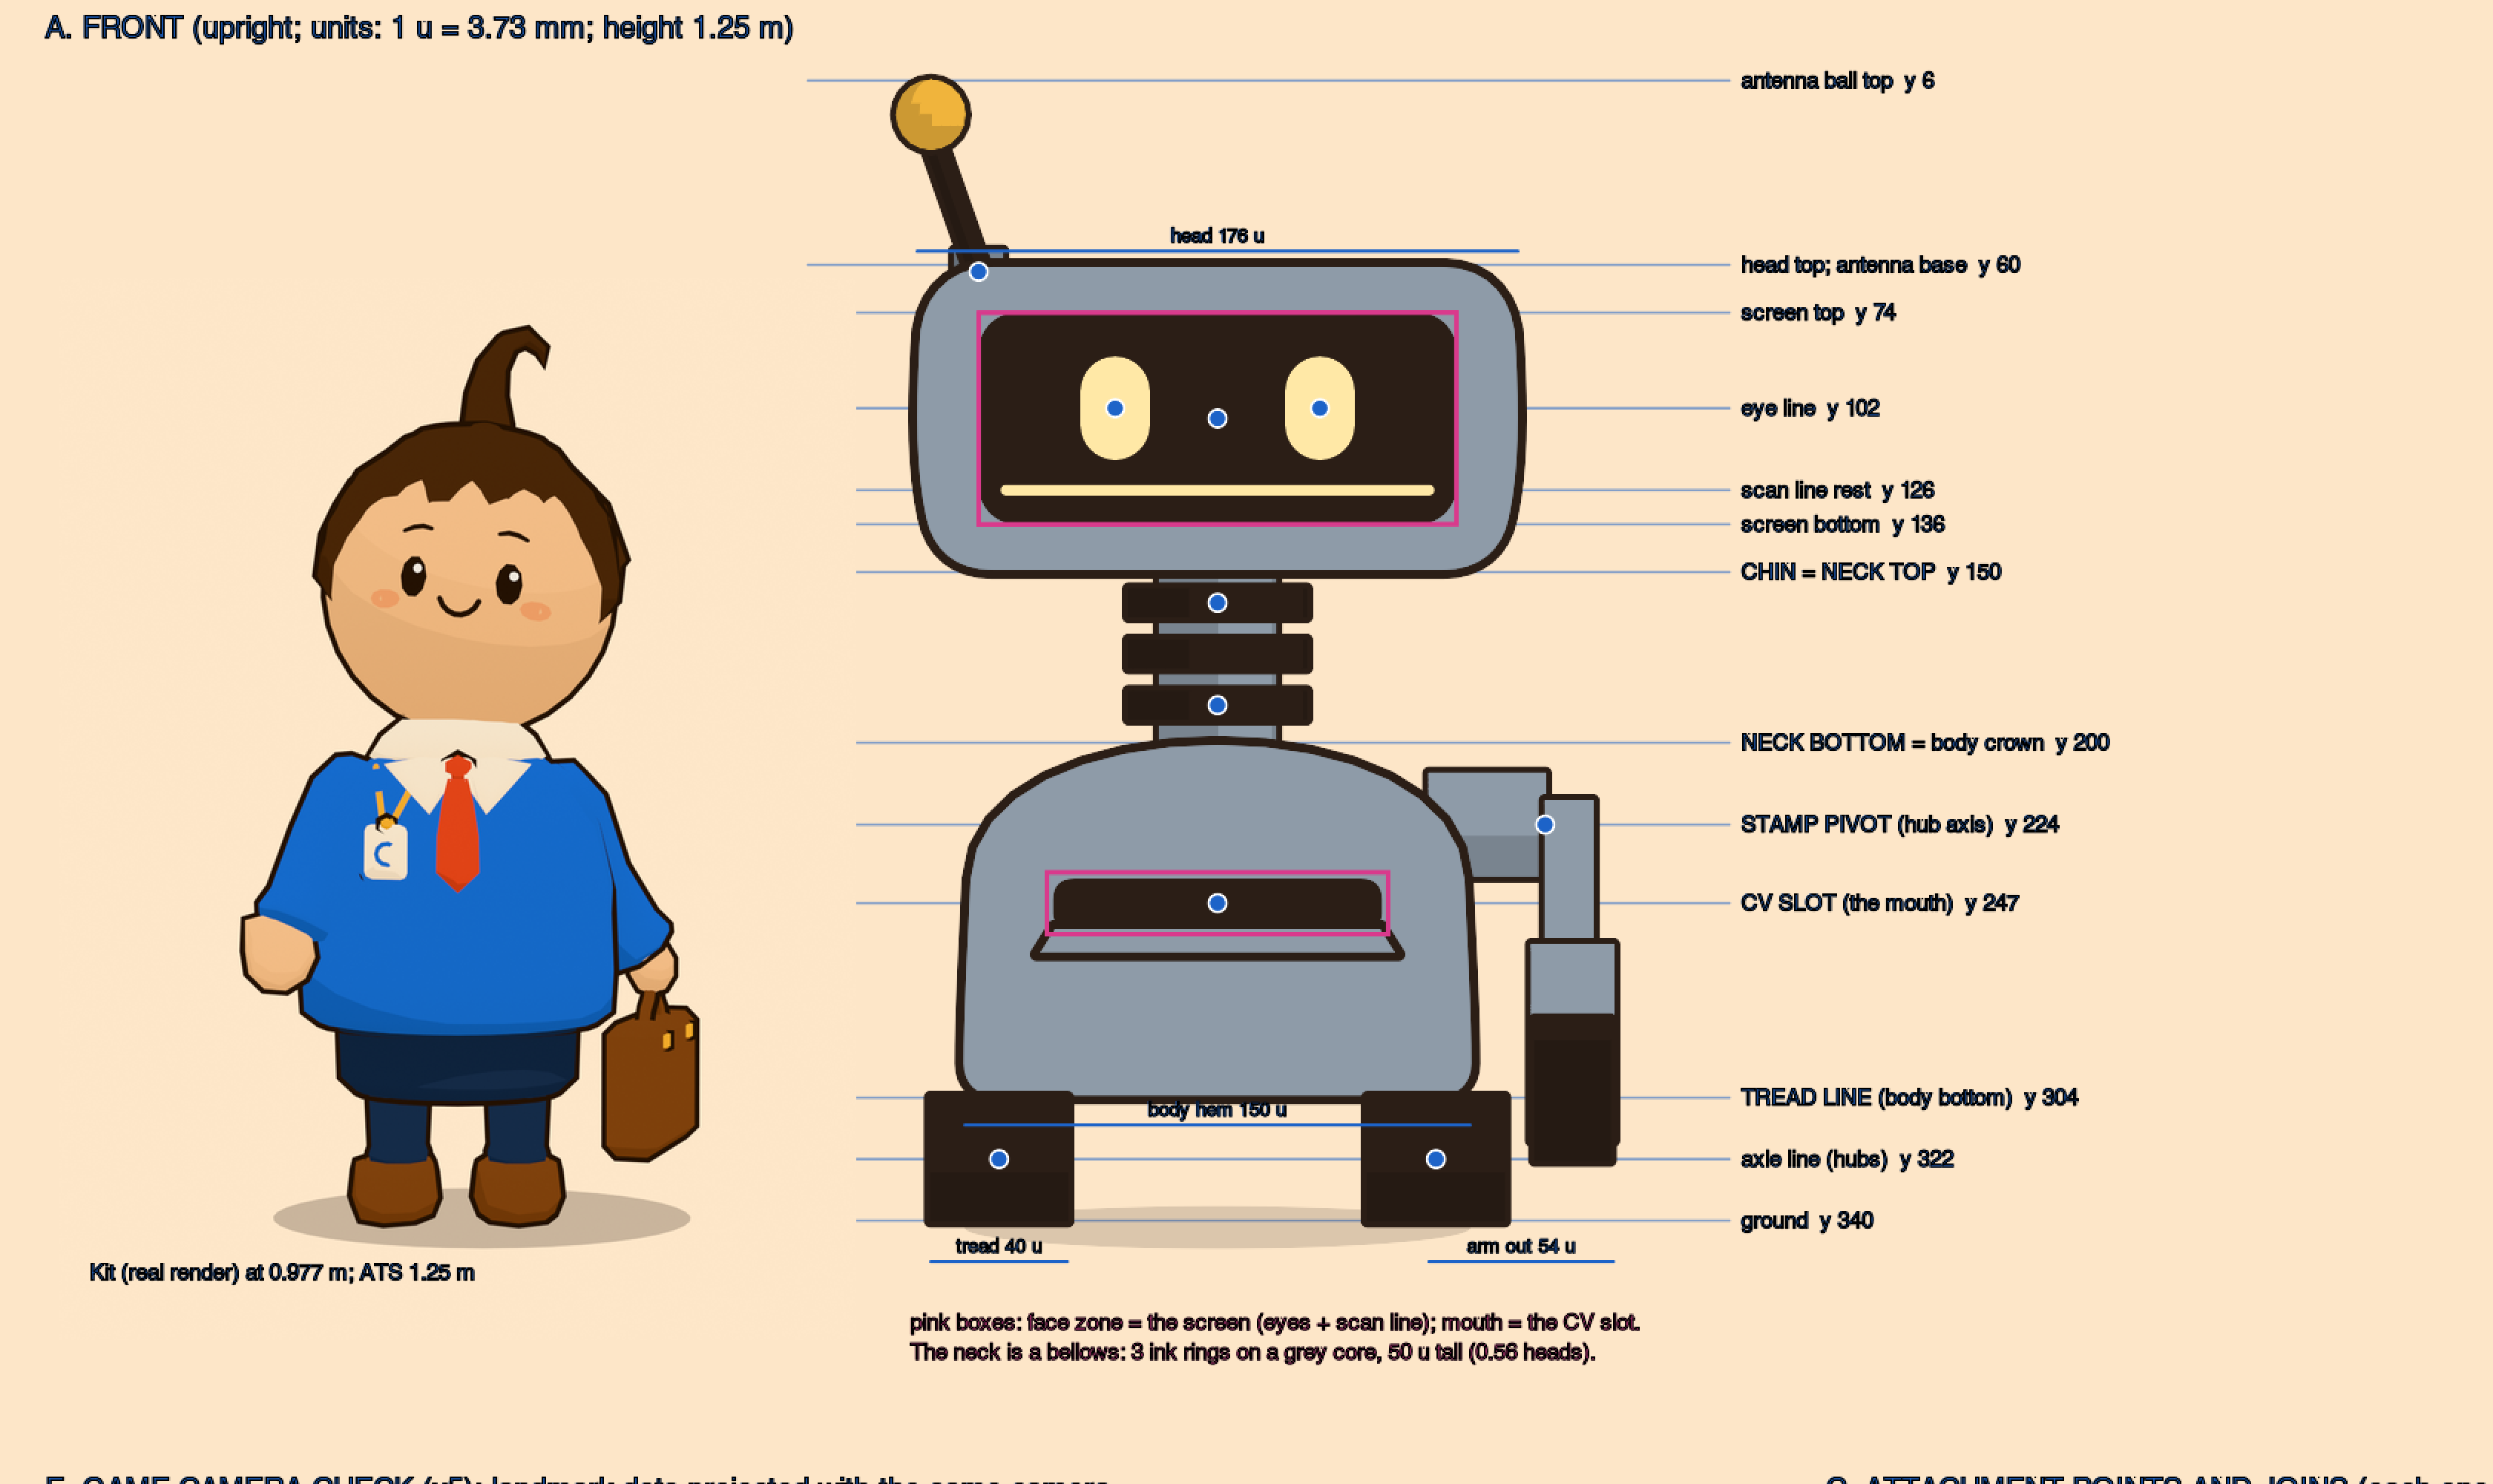 A. FRONT (upright; units: 1 u = 3.73 mm; height 1.25 m)
antenna ball top y 6
head 176 u
head top; antenna base y 60
screen top y 74
eye line y 102
scan line rest y 126
screen bottom y 136
CHIN = NECK TOP y 150
NECK BOTTOM = body crown y 200
STAMP PIVOT (hub axis) y 224
CV SLOT (the mouth) y 247
TREAD LINE (body bottom) y 304
body hem 150 u
axle line (hubs) y 322
ground y 340
tread 40 u
arm out 54 u
Kit (real render) at 0.977 m; ATS 1.25 m
pink boxes: face zone = the screen (eyes + scan line); mouth = the CV slot.
The neck is a bellows: 3 ink rings on a grey core, 50 u tall (0.56 heads).